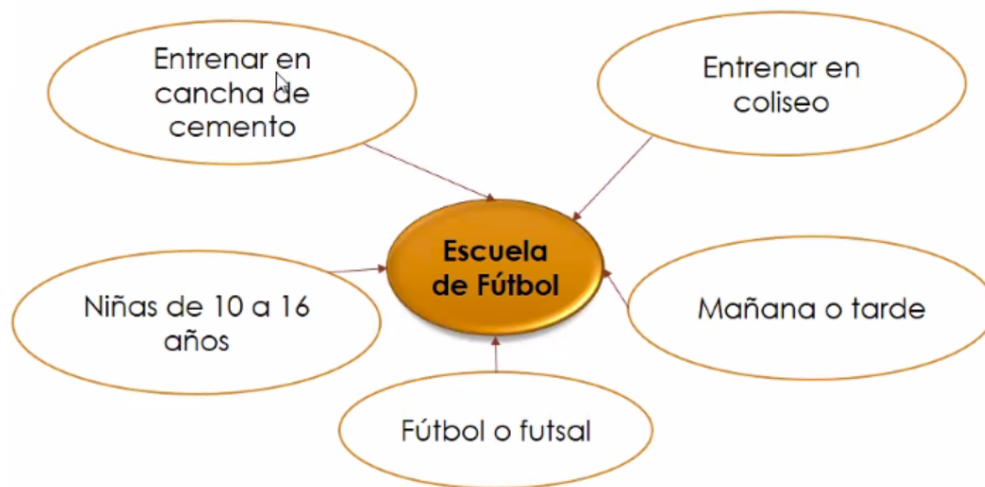 Entrenar en
cancha de
cemento
Entrenar en
coliseo
Escuela
de Fútbol
Niñas de 10 a 16
años
Mañana o tarde
Fútbol o futsal